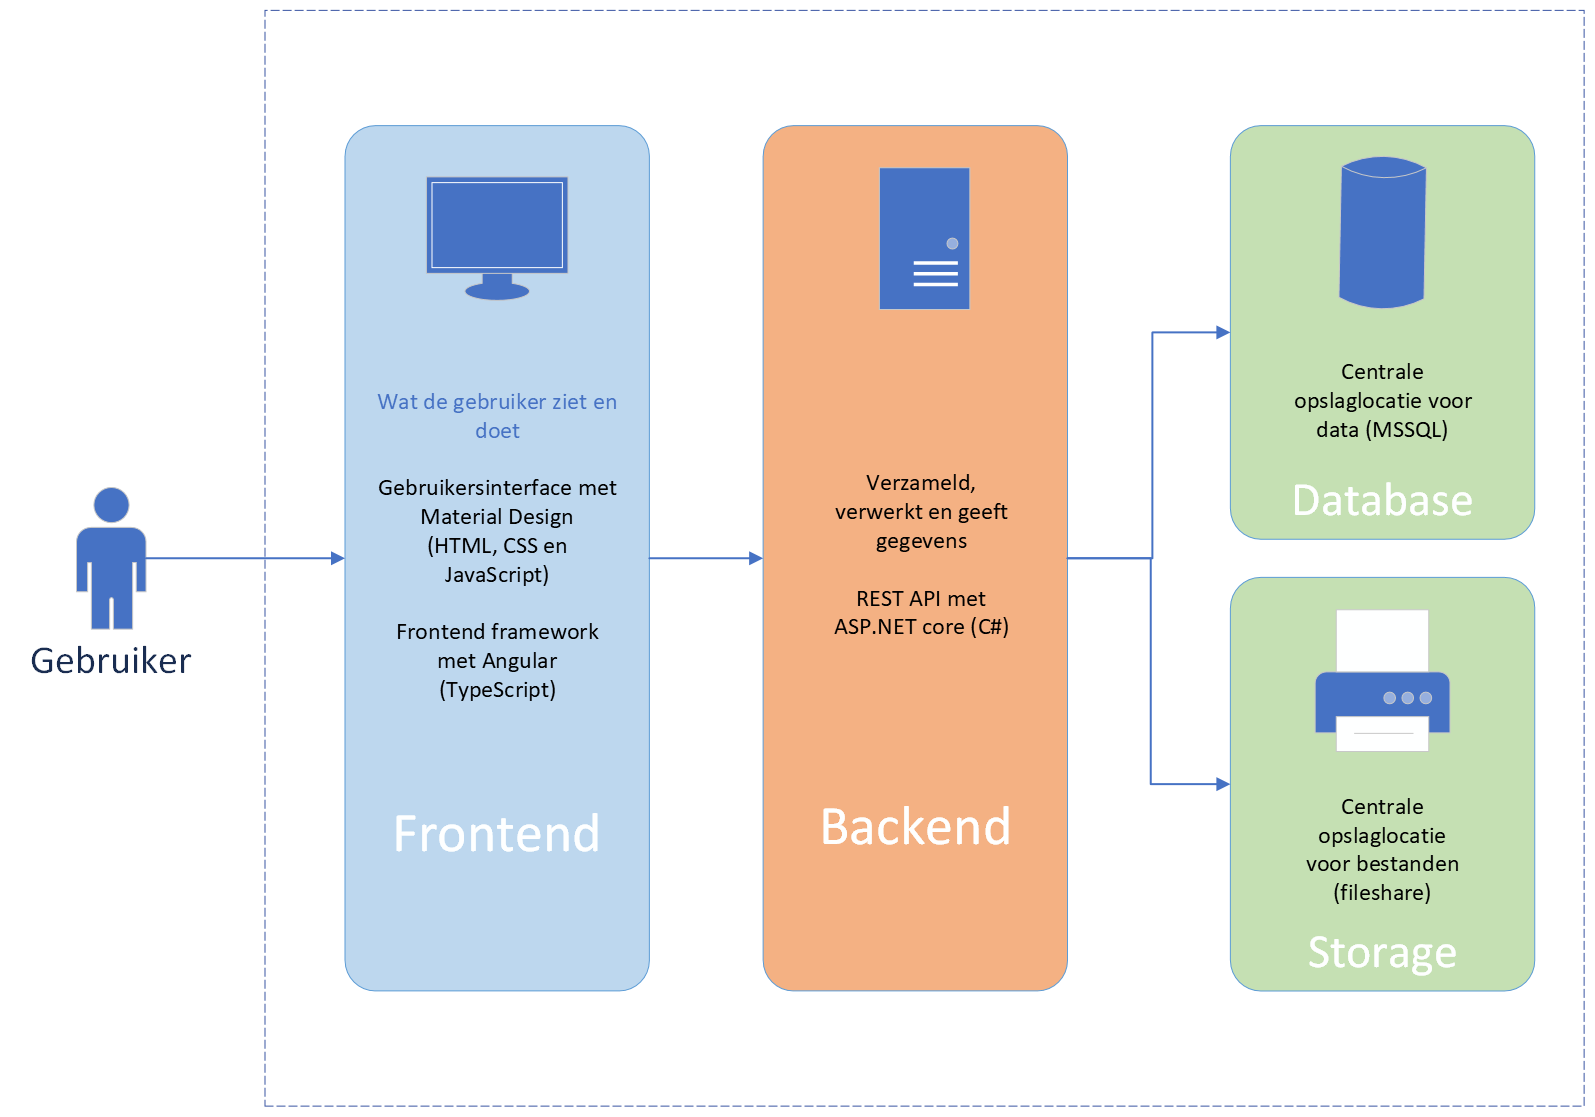 Gebruiker
Wat de gebruiker ziet en
doet
Gebruikersinterface met
Material Design
(HTML, CSS en
JavaScript)
Frontend framework
met Angular
(TypeScript)
Frontend
Verzameld,
verwerkt en geeft
gegevens
REST API met
ASP.NET core (C#)
Backend
Centrale
opslaglocatie voor
data (MSSQL)
Database
Centrale
opslaglocatie
voor bestanden
(fileshare)
Storage